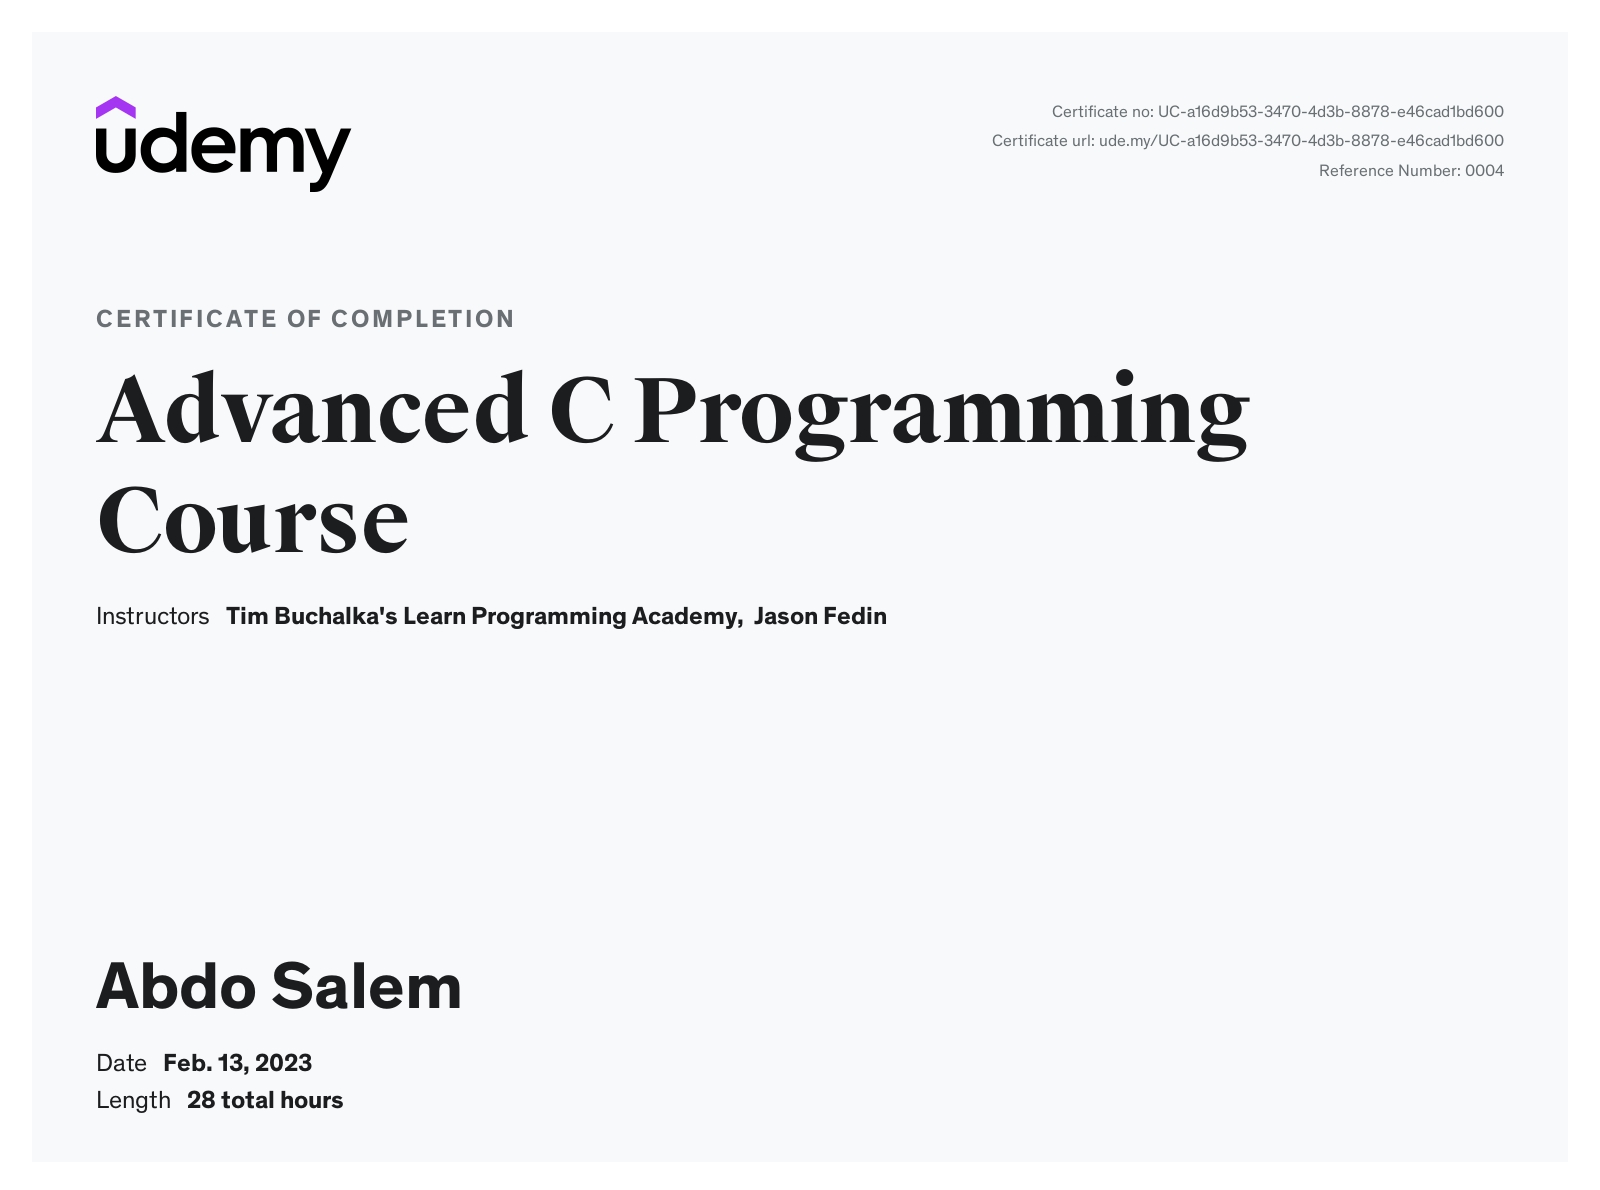 udemy
Certificate no: UC-a16d9b53-3470-4d3b-8878-e46cad1bd600
Certificate url: ude.my/UC-a16d9b53-3470-4d3b-8878-e46cad1bd600
Reference Number: 0004
CERTIFICATE OF COMPLETION
Advanced C Programming
Course
Instructors Tim Buchalka's Learn Programming Academy, Jason Fedin
Abdo Salem
Date Feb. 13, 2023
Length 28 total hours